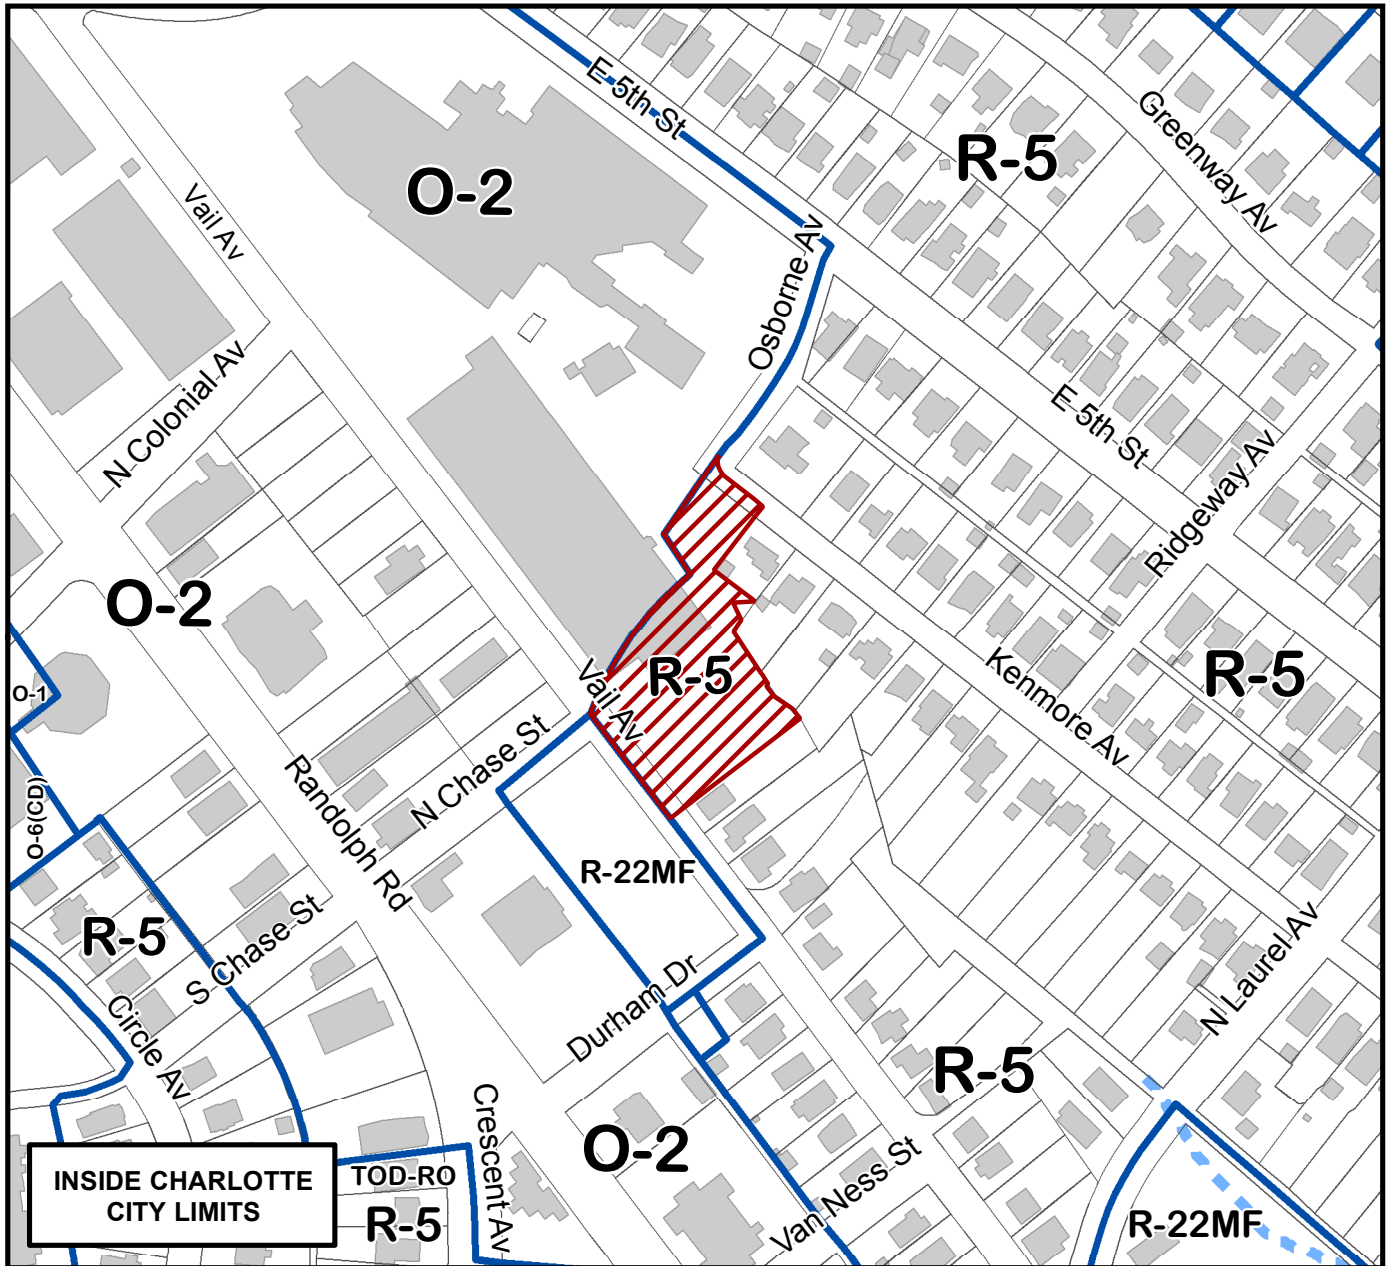 E 5th St
Greenway Av
R-5
O-2
Vail Av
Osborne Av
N Colonial Av
E 5th St
Ridgeway Av
O-2
Kenmore Av
R-5
R-5
Vail Av
O-1
N Chase St
Randolph Rd
O-6(CD)
R-22MF
R-5
S Chase St
N Laurel Av
Circle Av
Durham Dr
R-5
Crescent Av
O-2
INSIDE CHARLOTTE
CITY LIMITS
TOD-RO
R-5
Van Ness St
R-22MF